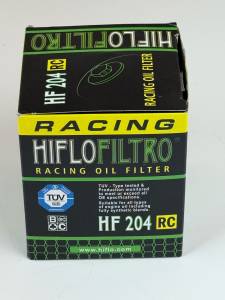 HIFLOFILTRO
RACING OIL FILTER
HF 204 RC
RACING
HIFLOFILTRO®
RACING OIL FILTER
TÜV
TÜV - Type tested &
Production monitored
to meet or exceed all
OE specifications.
Suitable for all types
of engine oil including
fully synthetic blends.
HF 204 RC
www.hiflo.com